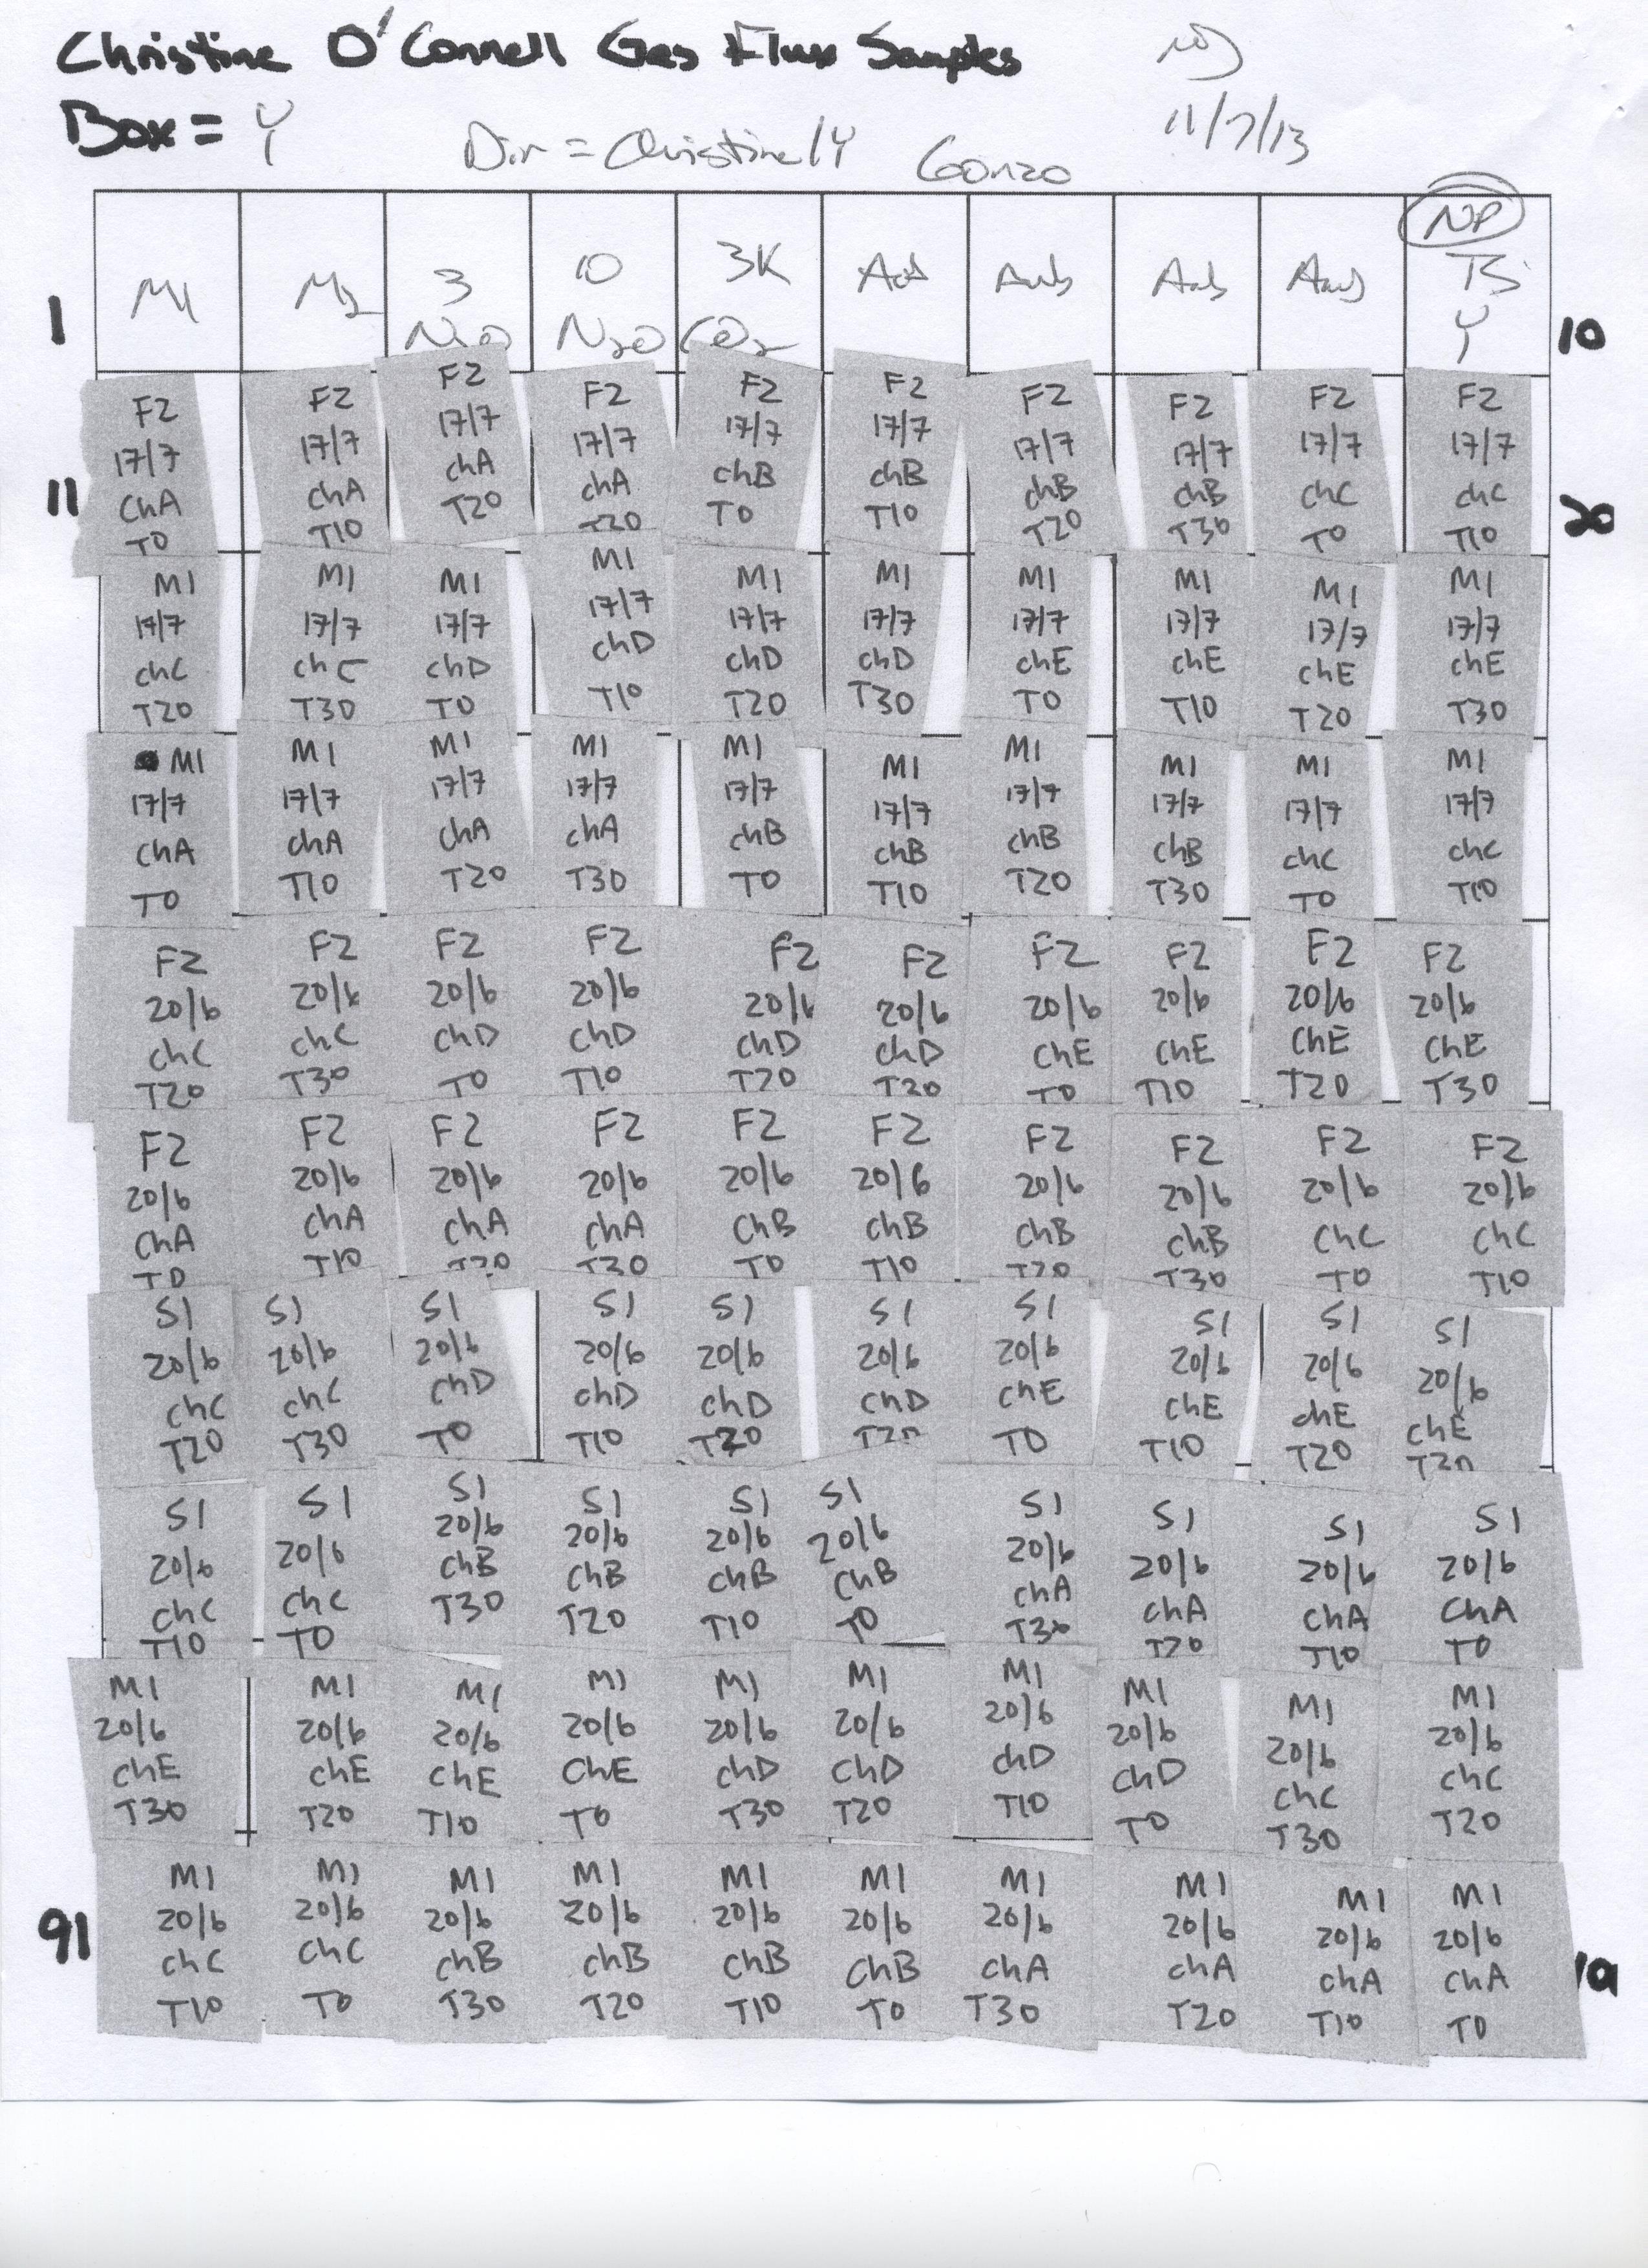 Christine O'Connell Gas Flux Samples
Box = Y Dir = Christine/Y Gonzo 11/7/13
NP
M1 M2 3 10 3K Amb Amb Amb TS
1 N2O N2O CO2 Y 10
F2 F2 F2 F2 F2 F2 F2 F2 F2 F2
17/7 17/7 17/7 17/7 17/7 17/7 17/7 17/7 17/7 17/7
11 chA chA chA chA chB chB chB chB chC chC 20
T0 T10 T20 T20 T0 T10 T20 T30 T0 T10
M1 M1 M1 M1 M1 M1 M1 M1 M1 M1
17/7 17/7 17/7 17/7 17/7 17/7 17/7 17/7 17/7 17/7
chC chC chD chD chD chD chE chE chE chE
T20 T30 T0 T10 T20 T30 T0 T10 T20 T30
M1 M1 M1 M1 M1 M1 M1 M1 M1 M1
17/7 17/7 17/7 17/7 17/7 17/7 17/7 17/7 17/7 17/7
chA chA chA chA chB chB chB chB chC chC
T0 T10 T20 T30 T0 T10 T20 T30 T0 T10
F2 F2 F2 F2 F2 F2 F2 F2 F2 F2
20/6 20/6 20/6 20/6 20/6 20/6 20/6 20/6 20/6 20/6
chC chC chD chD chD chD chE chE chE chE
T20 T30 T0 T10 T20 T30 T0 T10 T20 T30
F2 F2 F2 F2 F2 F2 F2 F2 F2 F2
20/6 20/6 20/6 20/6 20/6 20/6 20/6 20/6 20/6 20/6
chA chA chA chA chB chB chB chB chC chC
T0 T10 T20 T30 T0 T10 T20 T30 T0 T10
S1 S1 S1 S1 S1 S1 S1 S1 S1 S1
20/6 20/6 20/6 20/6 20/6 20/6 20/6 20/6 20/6 20/6
chC chC chD chD chD chD chE chE chE chE
T20 T30 T0 T10 T20 T30 T0 T10 T20 T30
S1 S1 S1 S1 S1 S1 S1 S1 S1 S1
20/6 20/6 20/6 20/6 20/6 20/6 20/6 20/6 20/6 20/6
chC chC chB chB chB chB chA chA chA chA
T10 T0 T30 T20 T10 T0 T30 T20 T10 T0
M1 M1 M1 M1 M1 M1 M1 M1 M1 M1
20/6 20/6 20/6 20/6 20/6 20/6 20/6 20/6 20/6 20/6
chE chE chE chE chD chD chD chD chC chC
T30 T20 T10 T0 T30 T20 T10 T0 T30 T20
M1 M1 M1 M1 M1 M1 M1 M1 M1 M1
91 20/6 20/6 20/6 20/6 20/6 20/6 20/6 20/6 20/6 20/6
chC chC chB chB chB chB chA chA chA chA
T10 T0 T30 T20 T10 T0 T30 T20 T10 T0